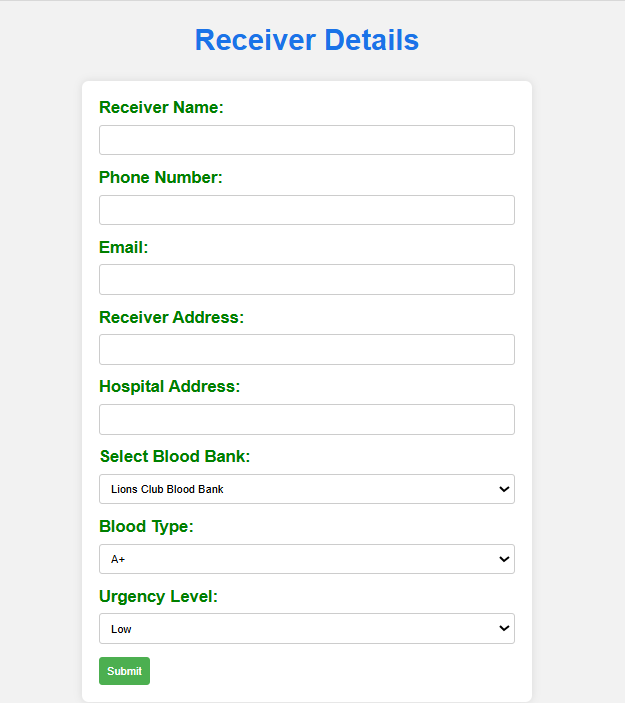 Receiver Details
Receiver Name:
Phone Number:
Email:
Receiver Address:
Hospital Address:
Select Blood Bank:
Lions Club Blood Bank
Blood Type:
A+
Urgency Level:
Low
Submit